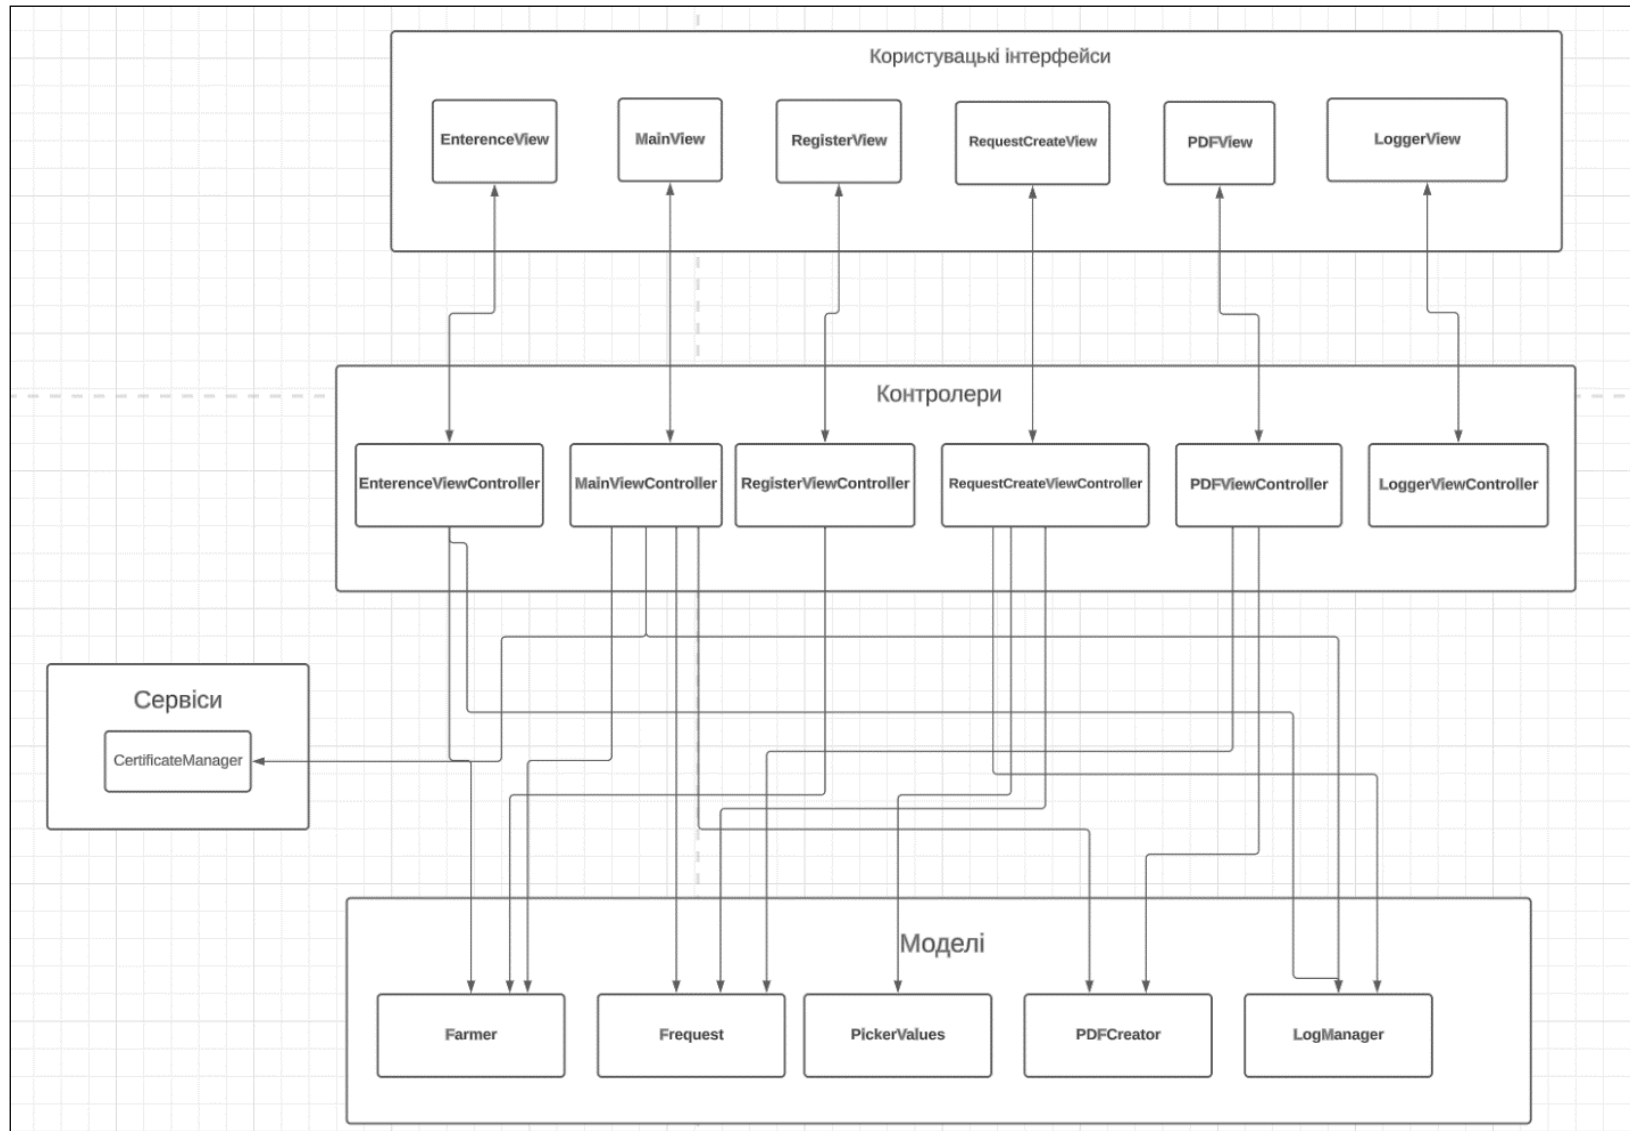 Користувацькі інтерфейси
EnterenceView
MainView
RegisterView
RequestCreateView
PDFView
LoggerView
Контролери
EnterenceViewController
MainViewController
RegisterViewController
RequestCreateViewController
PDFViewController
LoggerViewController
Сервіси
CertificateManager
Моделі
Farmer
Frequest
PickerValues
PDFCreator
LogManager